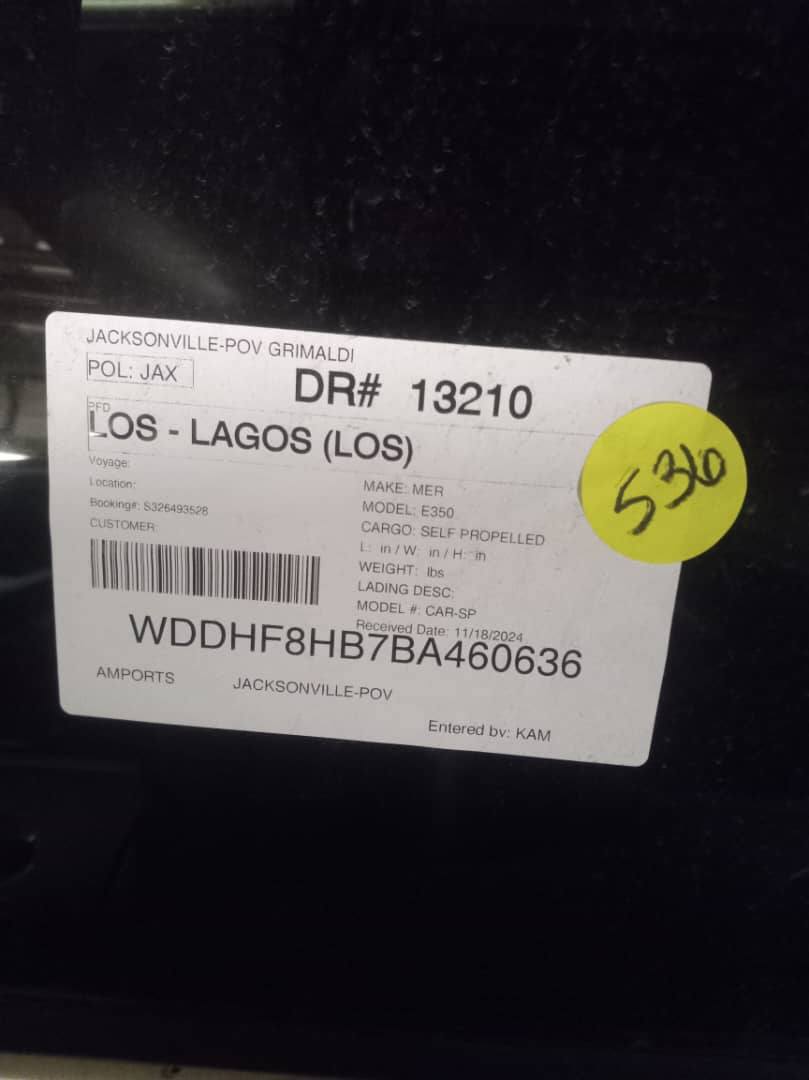 JACKSONVILLE-POV GRIMALDI
POL: JAX
DR# 13210
PFD
LOS - LAGOS (LOS)
Voyage:
Location:
Booking#: S326493528
CUSTOMER:
MAKE: MER
MODEL: E350
CARGO: SELF PROPELLED
L: in / W: in / H: in
WEIGHT: lbs
LADING DESC:
MODEL #: CAR-SP
Received Date: 11/18/2024
WDDHF8HB7BA460636
AMPORTS JACKSONVILLE-POV
Entered by: KAM
536